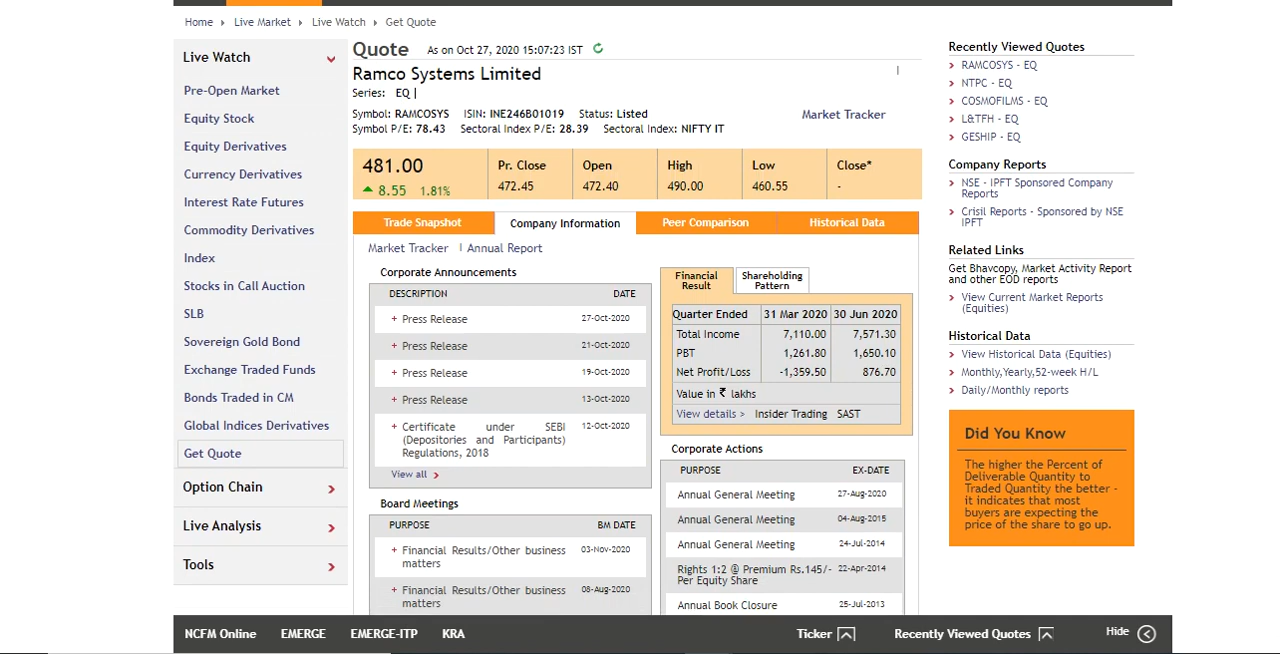 Home Live Market Live Watch Get Quote
Live Watch
Pre-Open Market
Equity Stock
Equity Derivatives
Currency Derivatives
Interest Rate Futures
Commodity Derivatives
Index
Stocks in Call Auction
SLB
Sovereign Gold Bond
Exchange Traded Funds
Bonds Traded in CM
Global Indices Derivatives
Get Quote
Option Chain
Live Analysis
Tools
Quote As on Oct 27, 2020 15:07:23 IST
Ramco Systems Limited |
Series: EQ |
Symbol: RAMCOSYS ISIN: INE246B01019 Status: Listed
Market Tracker
Symbol P/E: 78.43 Sectoral Index P/E: 28.39 Sectoral Index: NIFTY IT
481.00 Pr. Close Open High Low Close*
8.55 1.81% 472.45 472.40 490.00 460.55 -
Trade Snapshot Company Information Peer Comparison Historical Data
Market Tracker | Annual Report
Corporate Announcements
DESCRIPTION DATE
+ Press Release 27-Oct-2020
+ Press Release 21-Oct-2020
+ Press Release 19-Oct-2020
+ Press Release 13-Oct-2020
+ Certificate under SEBI 12-Oct-2020
(Depositories and Participants)
Regulations, 2018
View all
Board Meetings
PURPOSE BM DATE
+ Financial Results/Other business 03-Nov-2020
matters
+ Financial Results/Other business 08-Aug-2020
matters
Financial
Result
Shareholding
Pattern
Quarter Ended 31 Mar 2020 30 Jun 2020
Total Income 7,110.00 7,571.30
PBT 1,261.80 1,650.10
Net Profit/Loss -1,359.50 876.70
Value in ₹ lakhs
View details > Insider Trading SAST
Corporate Actions
PURPOSE EX-DATE
Annual General Meeting 27-Aug-2020
Annual General Meeting 04-Aug-2015
Annual General Meeting 24-Jul-2014
Rights 1:2 @ Premium Rs.145/- 22-Apr-2014
Per Equity Share
Annual Book Closure 25-Jul-2013
Recently Viewed Quotes
RAMCOSYS - EQ
NTPC - EQ
COSMOFILMS - EQ
L&TFH - EQ
GESHIP - EQ
Company Reports
NSE - IPFT Sponsored Company
Reports
Crisil Reports - Sponsored by NSE
IPFT
Related Links
Get Bhavcopy, Market Activity Report
and other EOD reports
View Current Market Reports
(Equities)
Historical Data
View Historical Data (Equities)
Monthly,Yearly,52-week H/L
Daily/Monthly reports
Did You Know
The higher the Percent of
Deliverable Quantity to
Traded Quantity the better -
it indicates that most
buyers are expecting the
price of the share to go up.
NCFM Online EMERGE EMERGE-ITP KRA Ticker Recently Viewed Quotes Hide